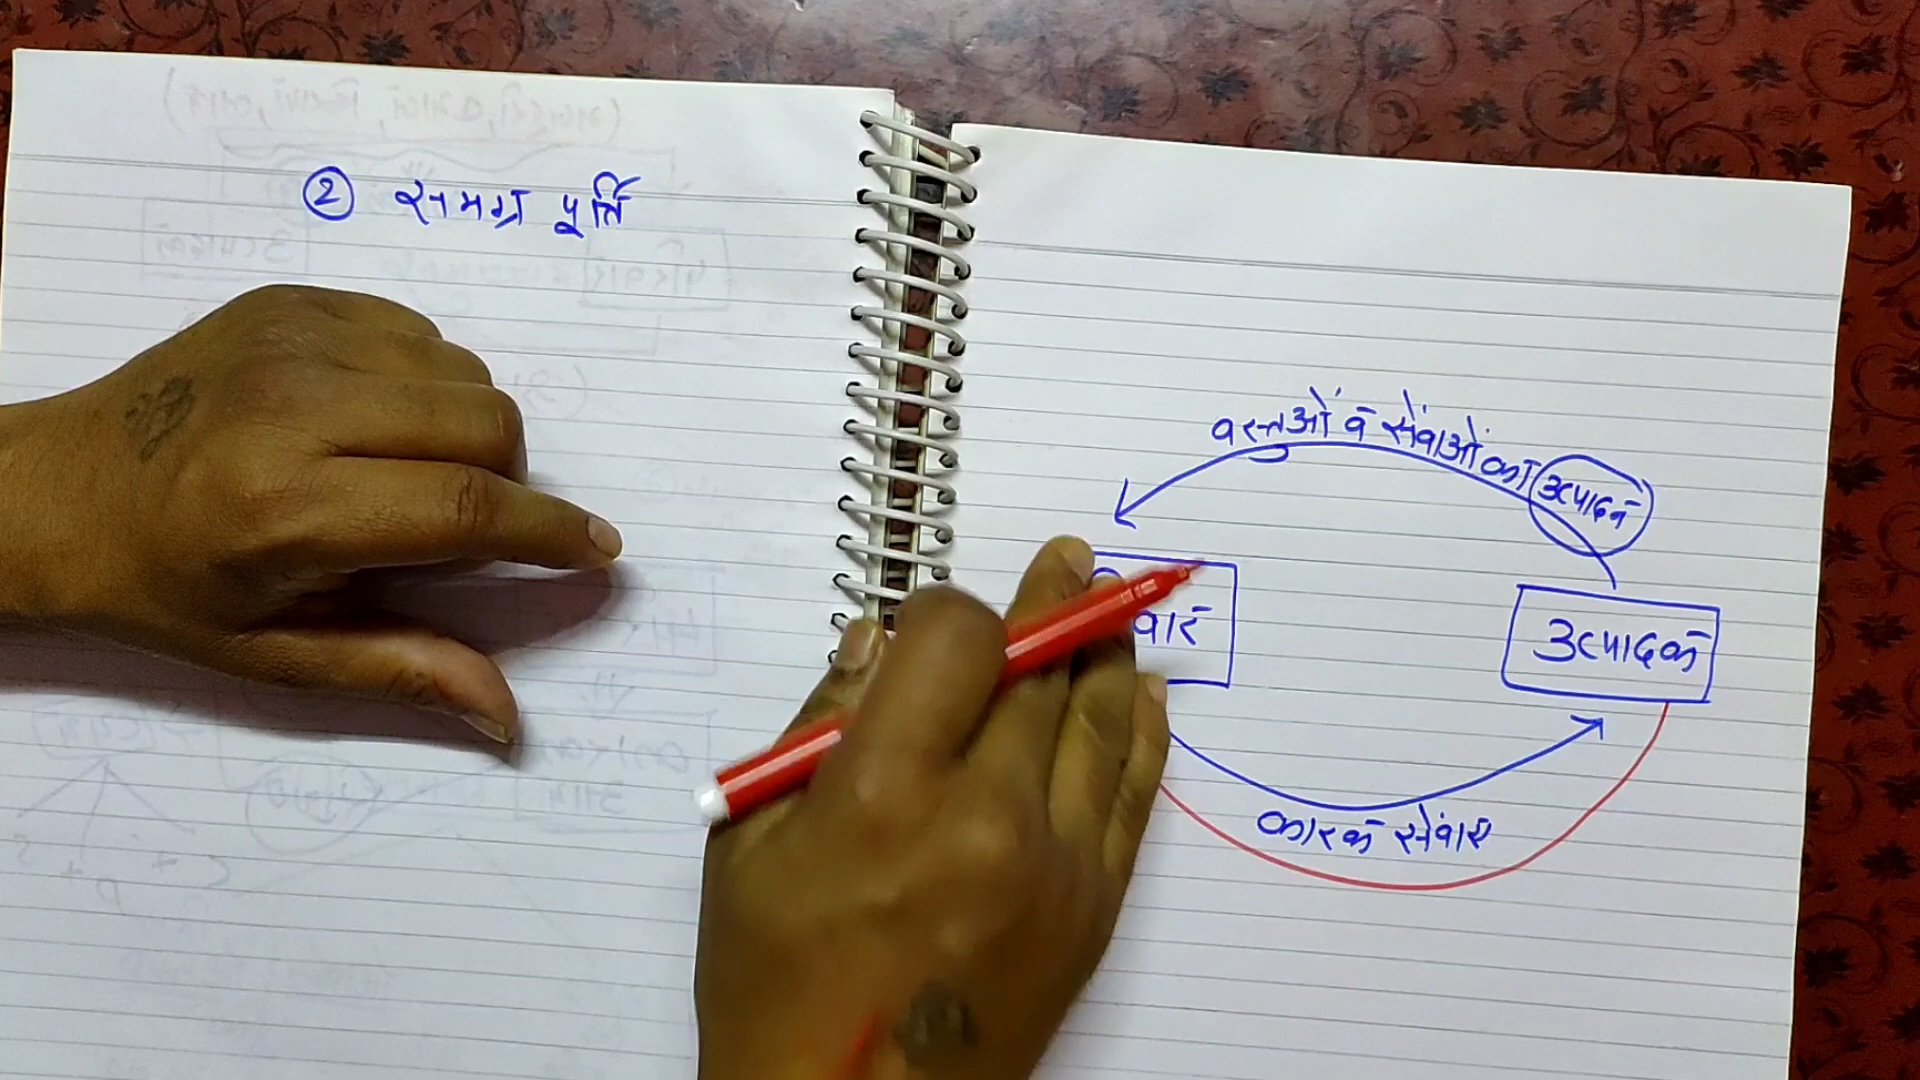 ② समग्र पूर्ति
वस्तुओं व सेवाओं का उत्पादन
वार
उत्पादक
कारक सेवाएं